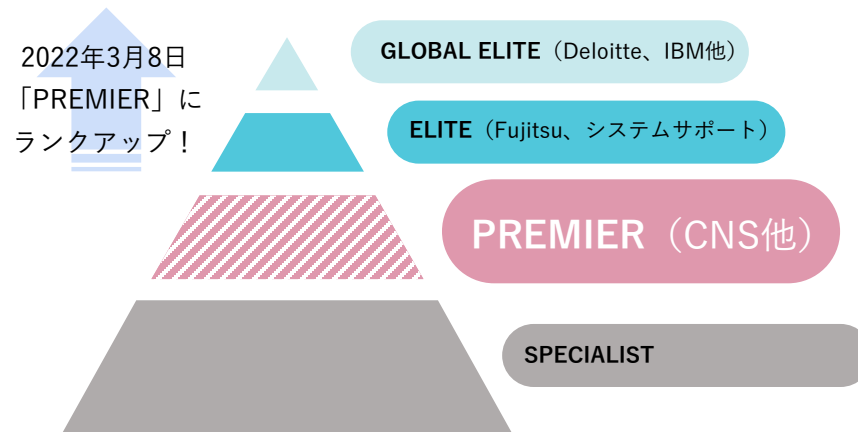 2022年3月8日
「PREMIER」に
ランクアップ！
GLOBAL ELITE（Deloitte、IBM他）
ELITE（Fujitsu、システムサポート）
PREMIER（CNS他）
SPECIALIST